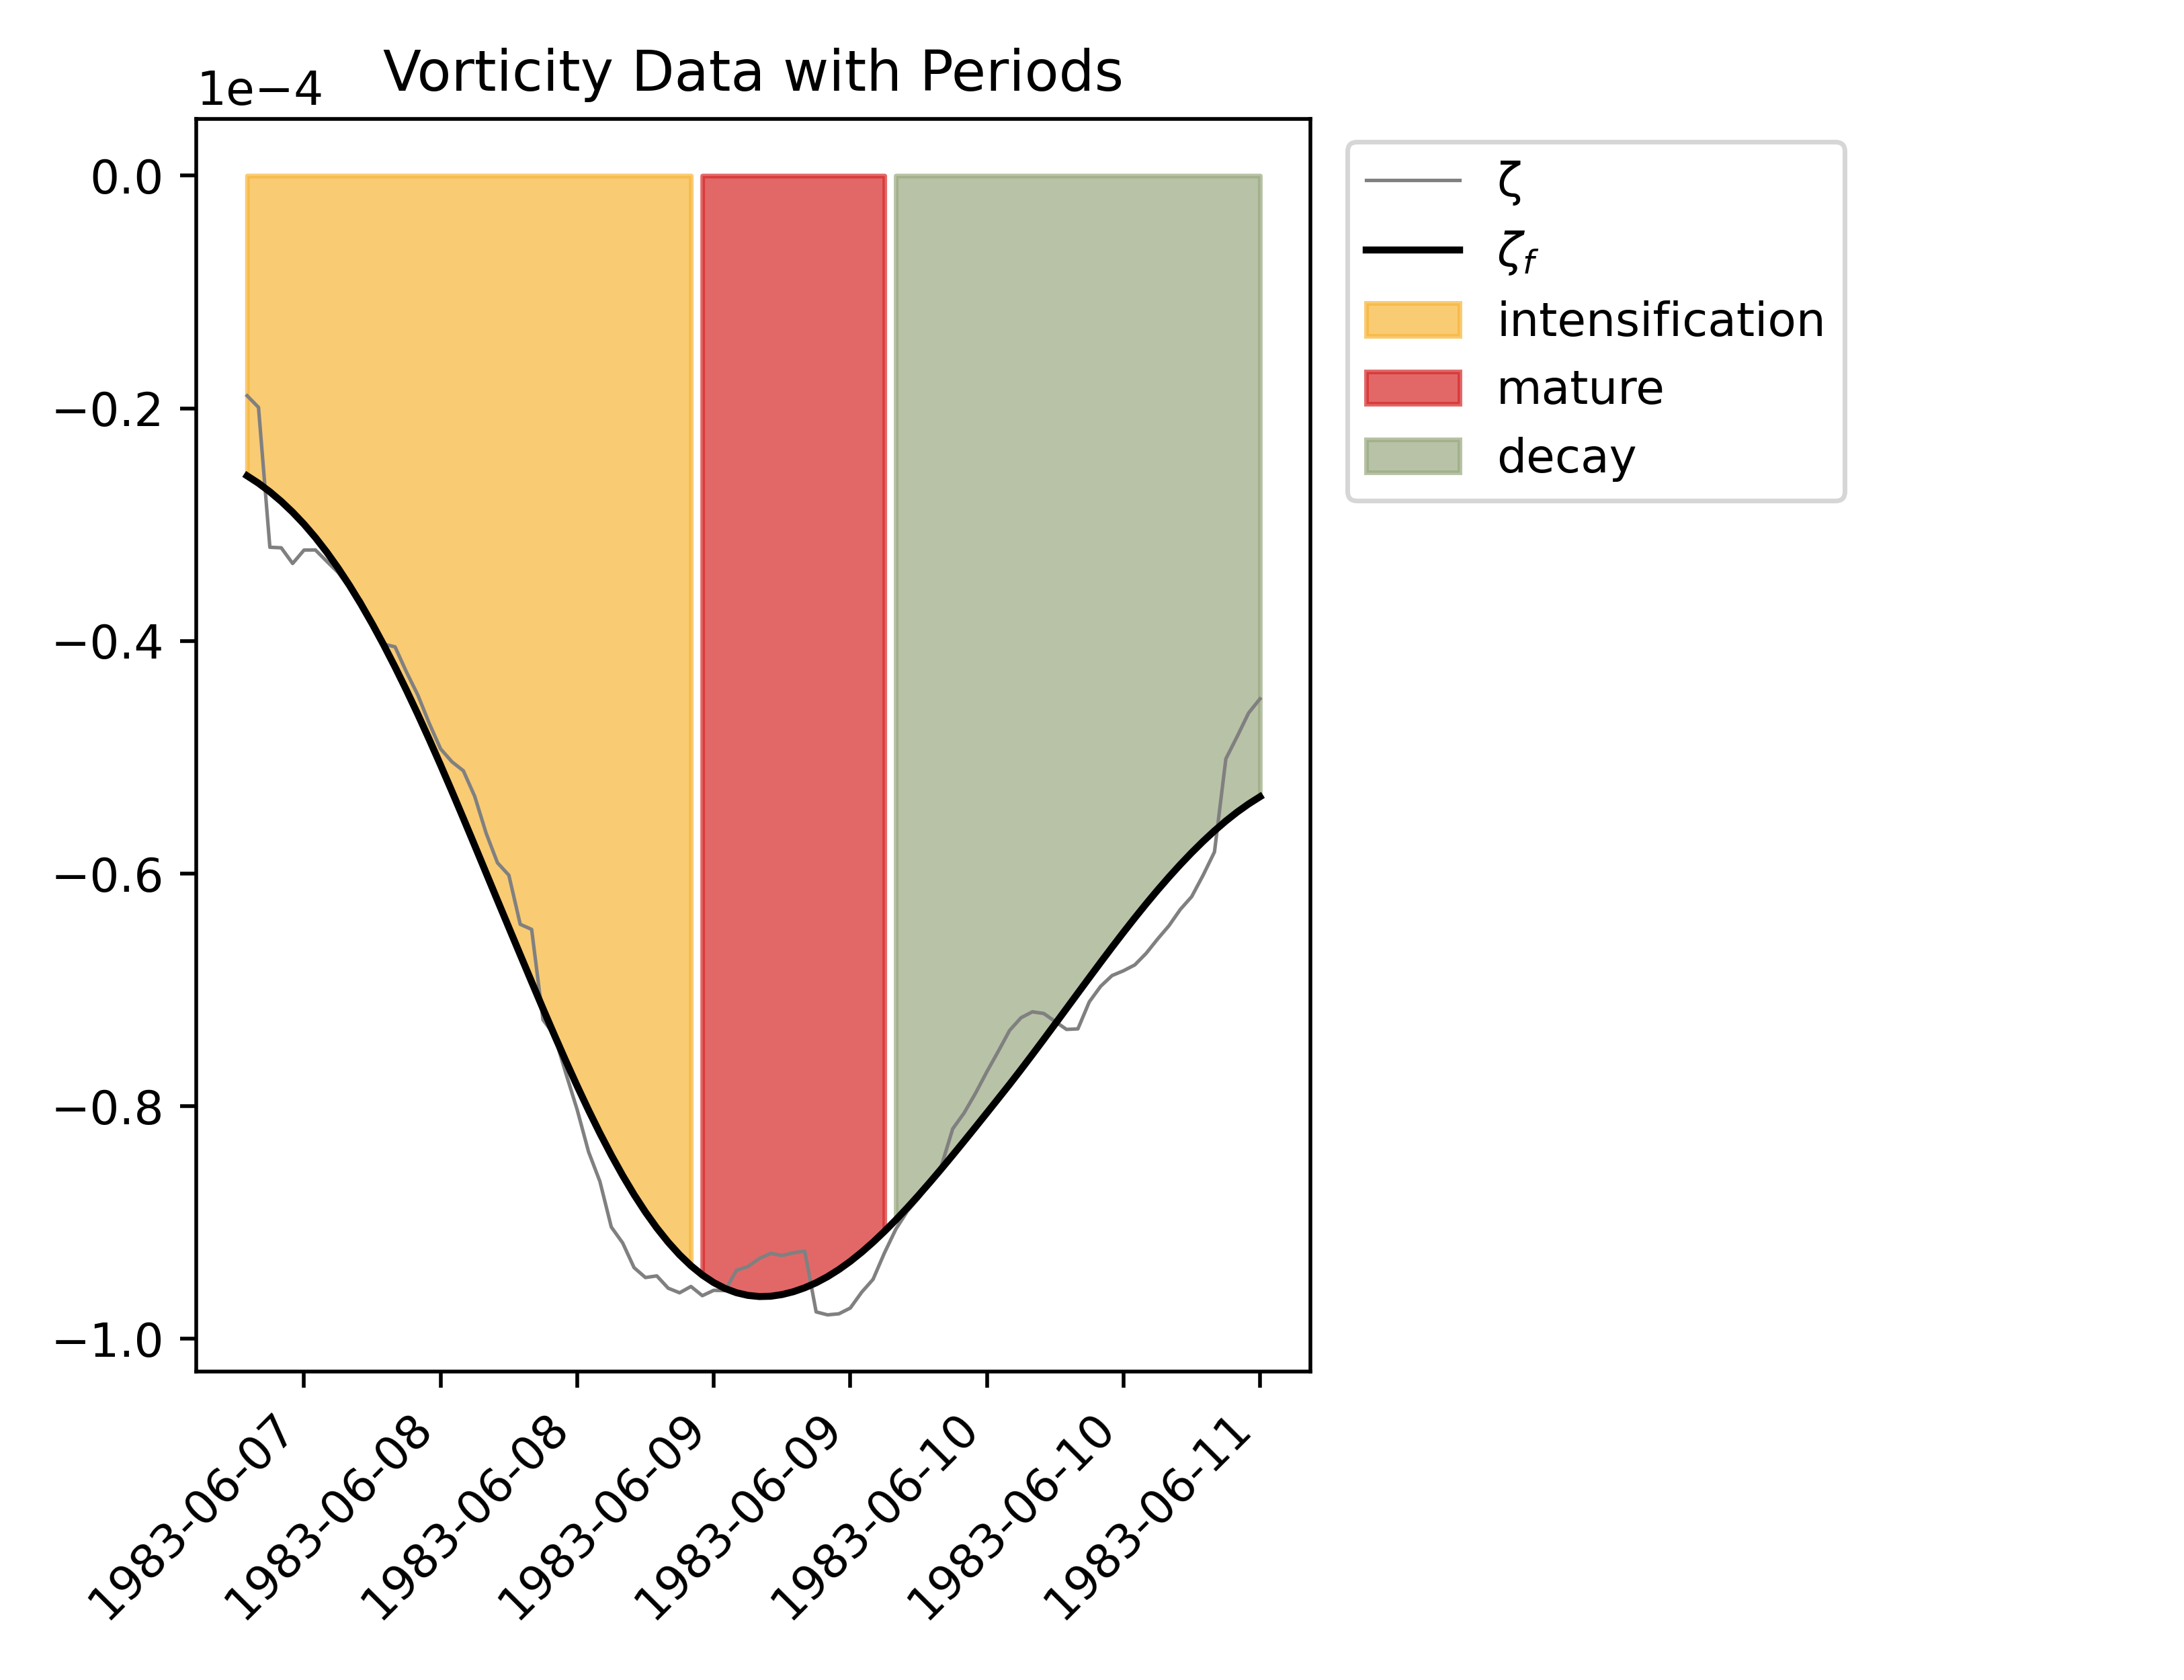 Vorticity Data with Periods
1e−4
0.0
−0.2
−0.4
−0.6
−0.8
−1.0
1983-06-07
1983-06-08
1983-06-08
1983-06-09
1983-06-09
1983-06-10
1983-06-10
1983-06-11
ζ
ζf
intensification
mature
decay